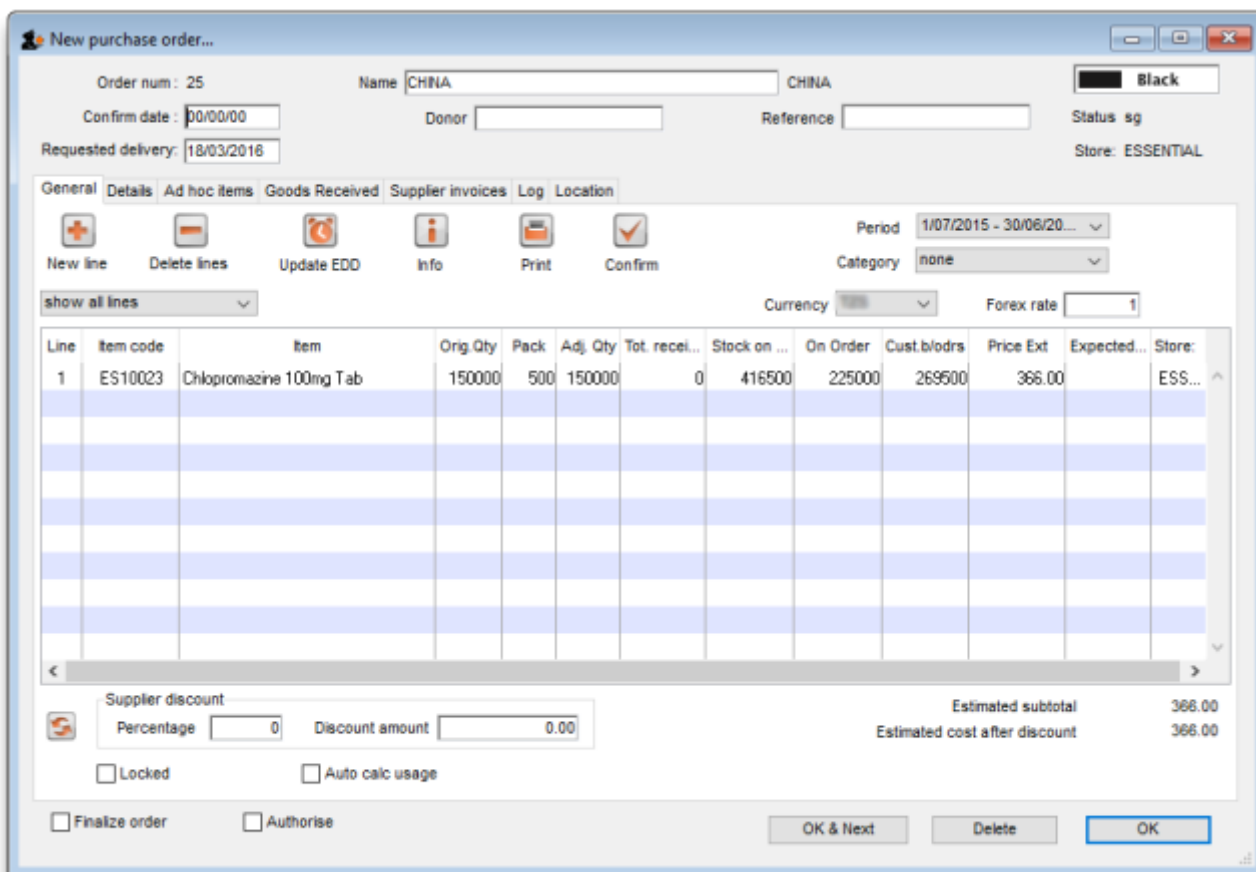 New purchase order...
Order num : 25 Name CHINA CHINA Black
Confirm date : 00/00/00 Donor Reference Status sg
Requested delivery: 18/03/2016 Store: ESSENTIAL
General Details Ad hoc items Goods Received Supplier invoices Log Location
New line Delete lines Update EDD Info Print Confirm
Period 1/07/2015 - 30/06/20...
Category none
show all lines Currency Forex rate 1
Line Item code Item Orig.Qty Pack Adj. Qty Tot. recei... Stock on ... On Order Cust.b/odrs Price Ext Expected... Store:
1 ES10023 Chlopromazine 100mg Tab 150000 500 150000 0 416500 225000 269500 366.00 ESS...
Supplier discount
Percentage 0 Discount amount 0.00
Estimated subtotal 366.00
Estimated cost after discount 366.00
Locked Auto calc usage
Finalize order Authorise OK & Next Delete OK